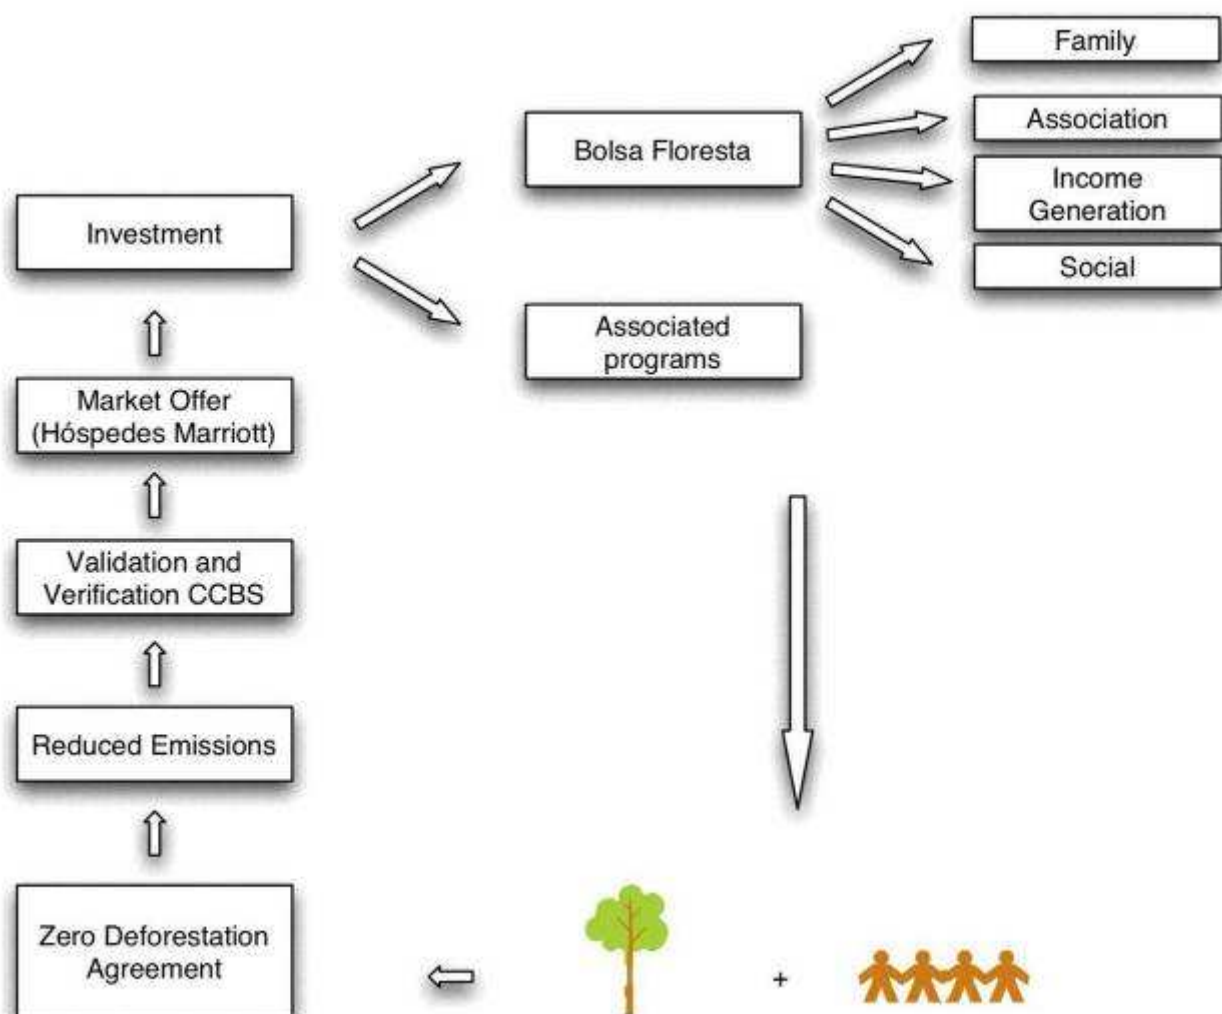 Family
Association
Bolsa Floresta
Income
Generation
Investment
Social
Associated
programs
Market Offer
(Hóspedes Marriott)
Validation and
Verification CCBS
Reduced Emissions
Zero Deforestation
Agreement
+